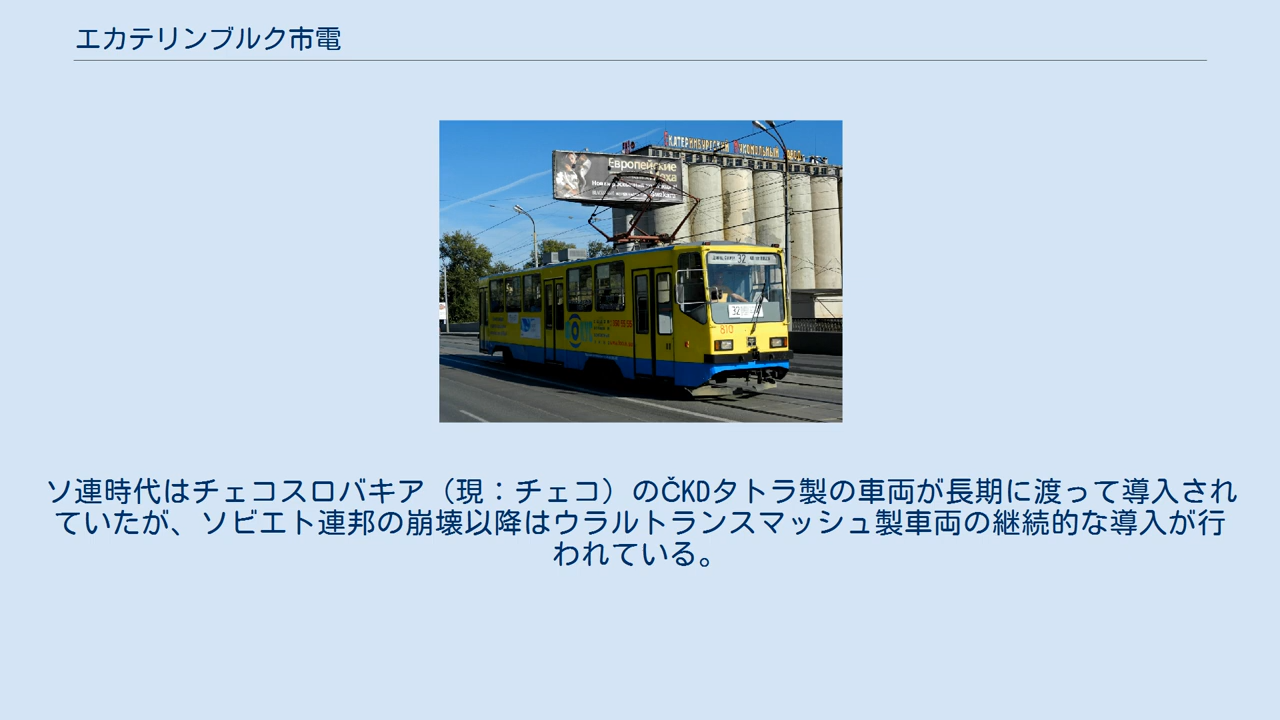 エカテリンブルク市電
ЕКАТЕРИНБУРГСКИЙ МУКОМОЛЬНЫЙ ЗАВОД
Европейские
меха
32
32
810
ソ連時代はチェコスロバキア（現：チェコ）のČKDタトラ製の車両が長期に渡って導入され
ていたが、ソビエト連邦の崩壊以降はウラルトランスマッシュ製車両の継続的な導入が行
われている。